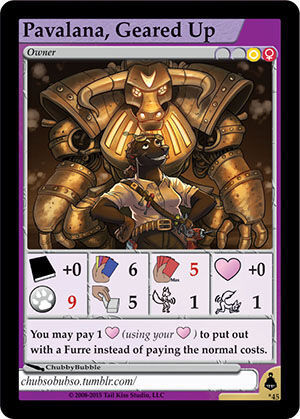 Pavalana, Geared Up
Owner
+0 6 5 +0
Max
9 5 1 1
You may pay 1 (using your ) to put out
with a Furre instead of paying the normal costs.
ChubbyBubble
chubsobubso.tumblr.com/
© 2008-2015 Tail Kiss Studio, LLC
*45